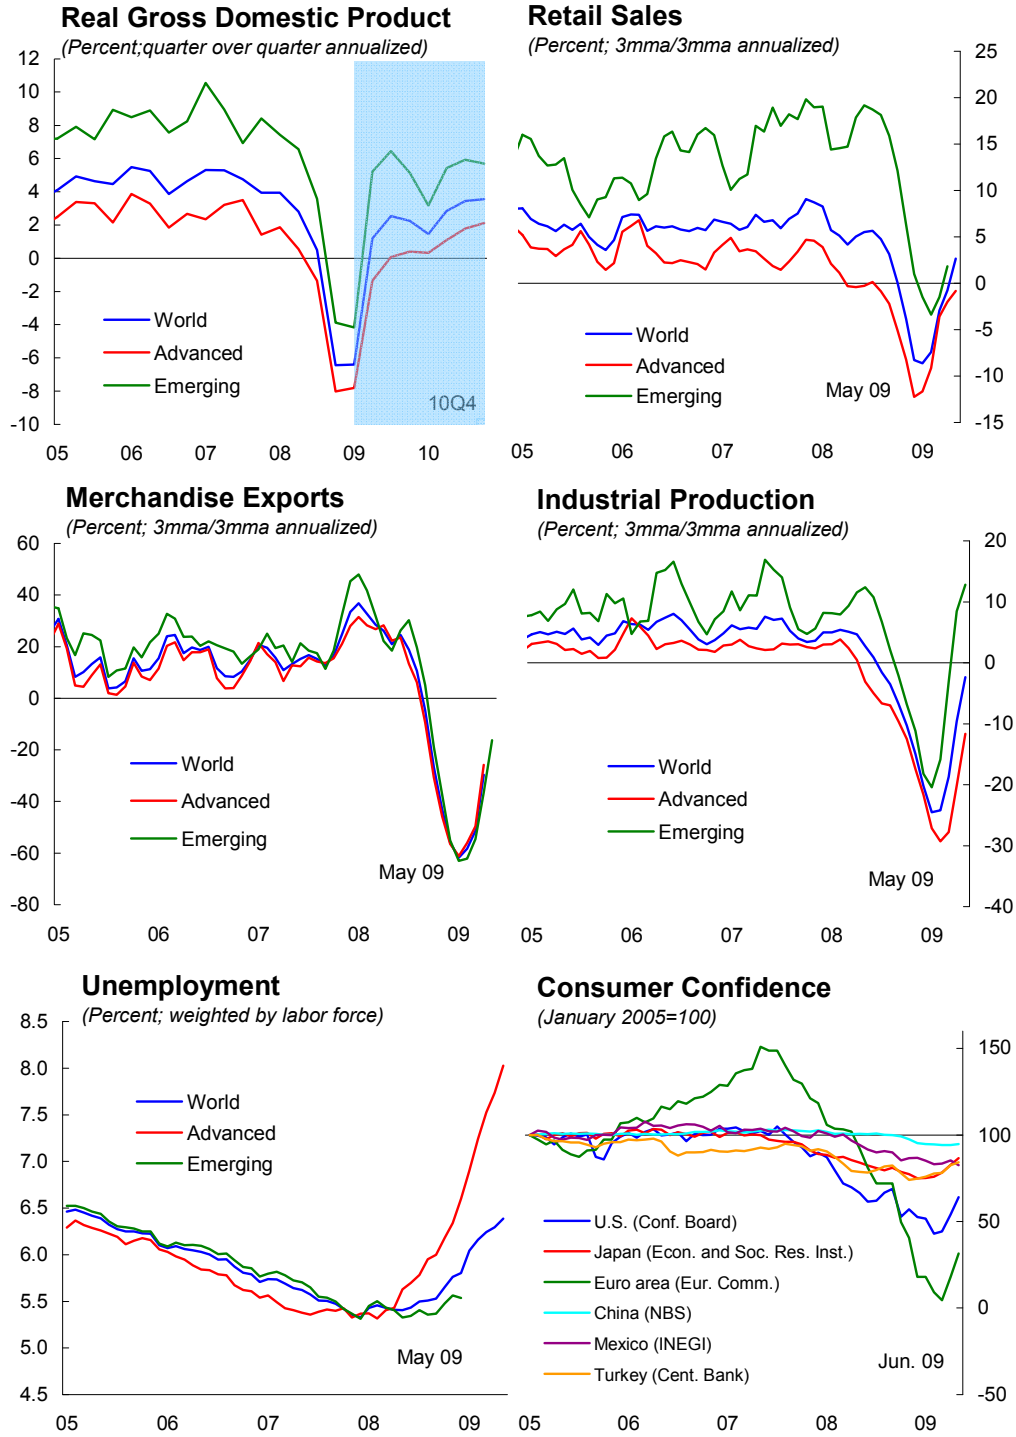 Real Gross Domestic Product
(Percent;quarter over quarter annualized)
12
10
8
6
4
2
0
-2
-4
-6
-8
-10
World
Advanced
Emerging
10Q4
05 06 07 08 09 10
Retail Sales
(Percent; 3mma/3mma annualized)
25
20
15
10
5
0
-5
-10
-15
World
Advanced
Emerging
May 09
05 06 07 08 09
Merchandise Exports
(Percent; 3mma/3mma annualized)
60
40
20
0
-20
-40
-60
-80
World
Advanced
Emerging
May 09
05 06 07 08 09
Industrial Production
(Percent; 3mma/3mma annualized)
20
10
0
-10
-20
-30
-40
World
Advanced
Emerging
May 09
05 06 07 08 09
Unemployment
(Percent; weighted by labor force)
8.5
8.0
7.5
7.0
6.5
6.0
5.5
5.0
4.5
World
Advanced
Emerging
May 09
05 06 07 08 09
Consumer Confidence
(January 2005=100)
150
100
50
0
-50
U.S. (Conf. Board)
Japan (Econ. and Soc. Res. Inst.)
Euro area (Eur. Comm.)
China (NBS)
Mexico (INEGI)
Turkey (Cent. Bank)
Jun. 09
05 06 07 08 09